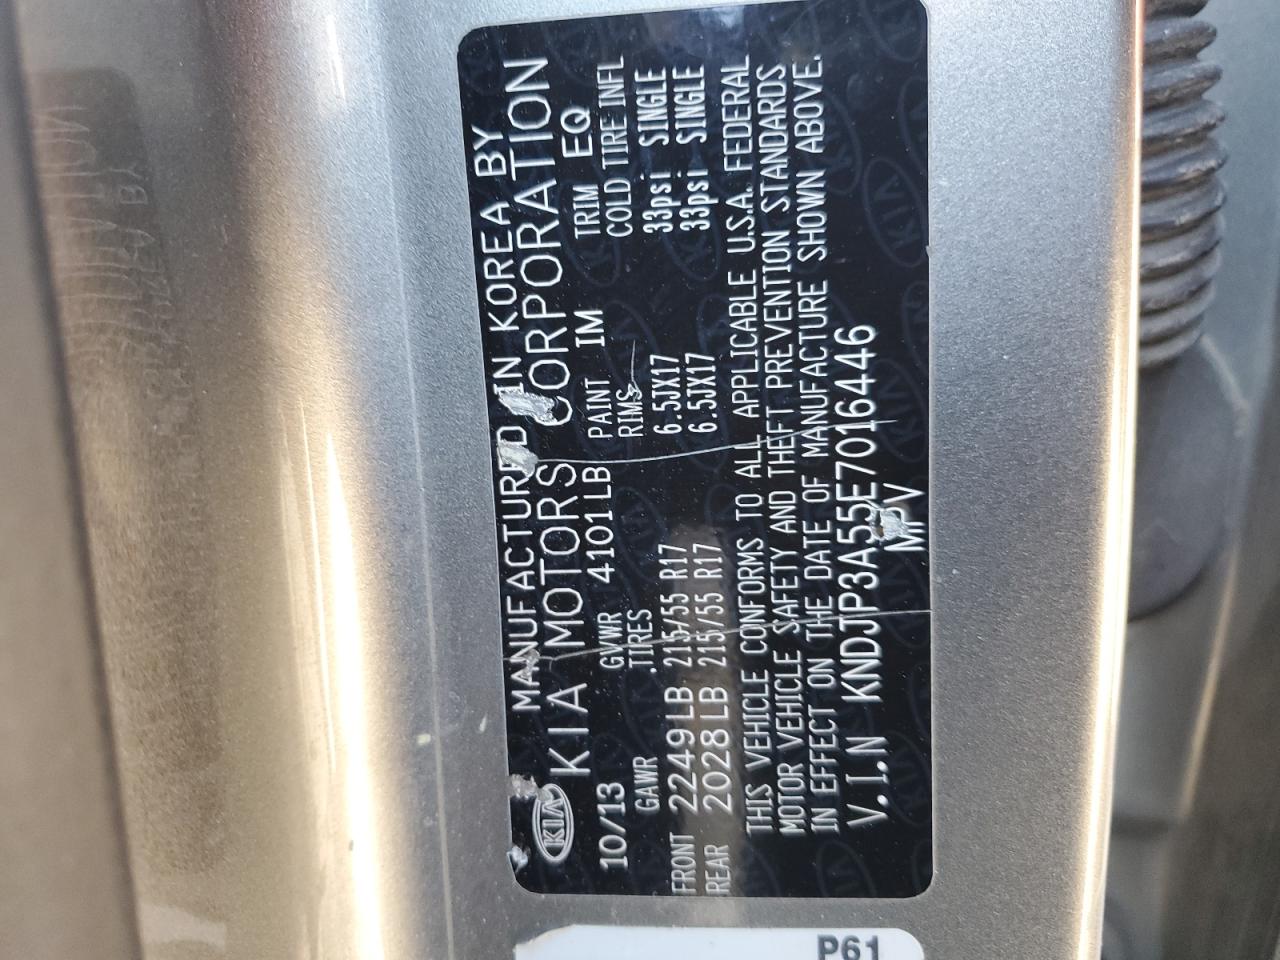 MANUFACTURED IN KOREA BY
KIA KIA MOTORS CORPORATION
10/13 GVWR 4101LB PAINT IM TRIM EQ
GAWR TIRES RIMS COLD TIRE INFL
FRONT 2249LB 215/55 R17 6.5JX17 33psi SINGLE
REAR 2028LB 215/55 R17 6.5JX17 33psi SINGLE
THIS VEHICLE CONFORMS TO ALL APPLICABLE U.S.A. FEDERAL
MOTOR VEHICLE SAFETY AND THEFT PREVENTION STANDARDS
IN EFFECT ON THE DATE OF MANUFACTURE SHOWN ABOVE.
V.I.N KNDJP3A55E7016446
MPV
P61